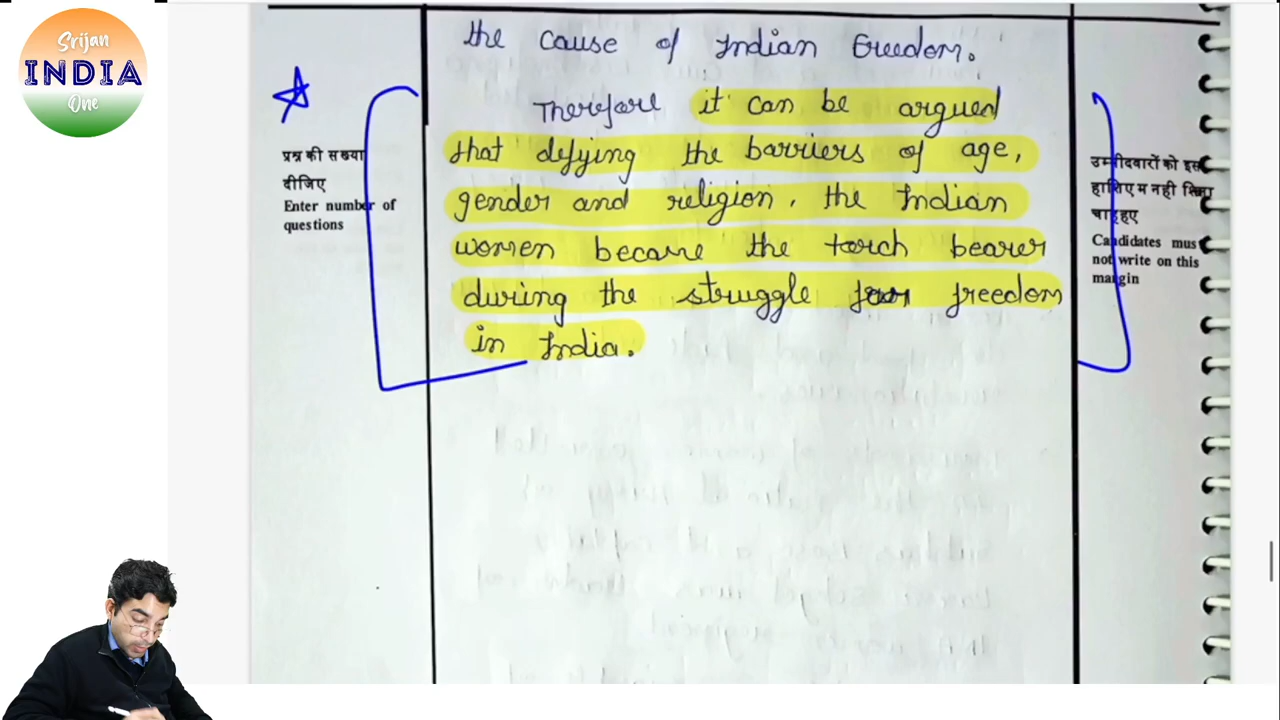 Srijan
INDIA
One
the cause of Indian Freedom.
Therefore it can be argued
that defying the barriers of age,
gender and religion, the Indian
women became the torch bearer
during the struggle for freedom
in India.
प्रश्न की सख्या
दीजिए
Enter number of
questions
उम्मीदवारों को इस
हाशिए म नही
चाहिए
Candidates mus
not write on this
margin